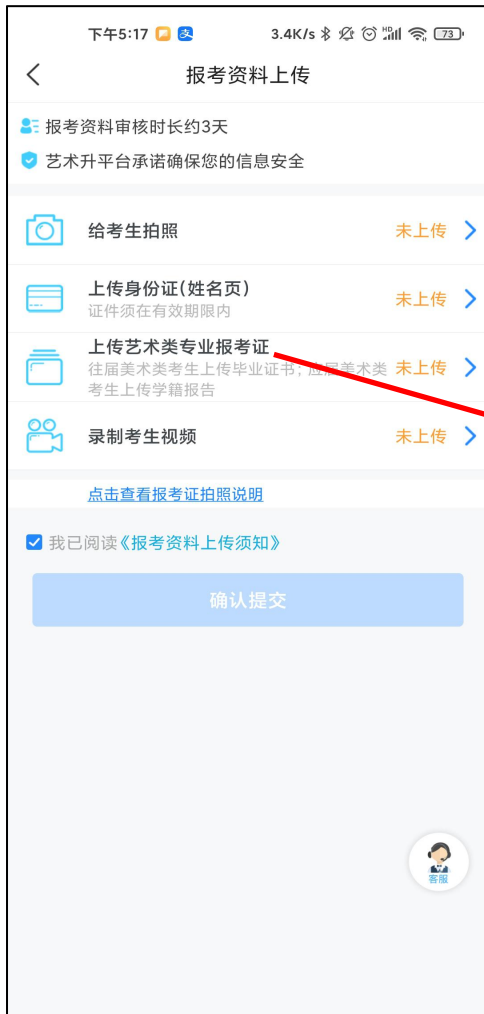 下午5:17 支 3.4K/s HD 73
报考资料上传
报考资料审核时长约3天
艺术升平台承诺确保您的信息安全
给考生拍照 未上传
上传身份证(姓名页) 未上传
证件须在有效期限内
上传艺术类专业报考证
往届美术类考生上传毕业证书; 应届美术类 未上传
考生上传学籍报告
录制考生视频 未上传
点击查看报考证拍照说明
我已阅读《报考资料上传须知》
确认提交
客服